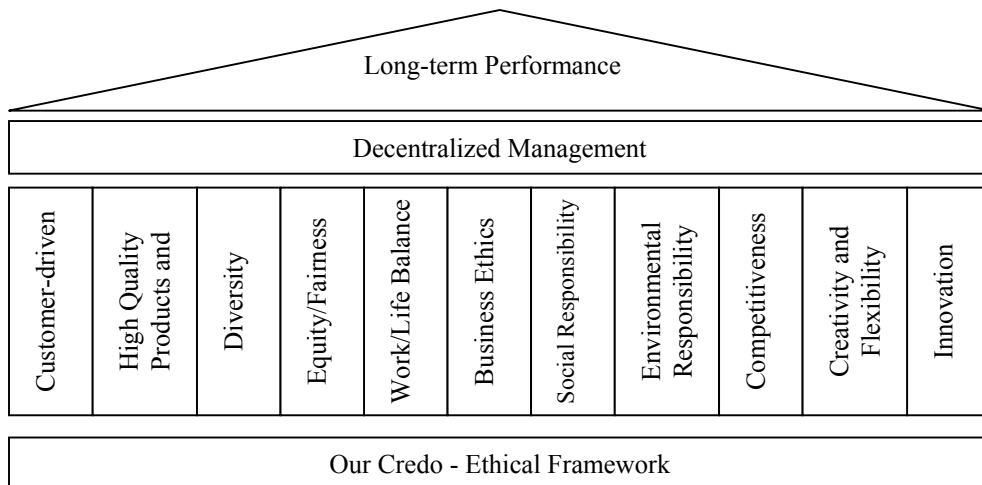 Long-term Performance
Decentralized Management
Customer-driven
High Quality
Products and
Diversity
Equity/Fairness
Work/Life Balance
Business Ethics
Social Responsibility
Environmental
Responsibility
Competitiveness
Creativity and
Flexibility
Innovation
Our Credo - Ethical Framework